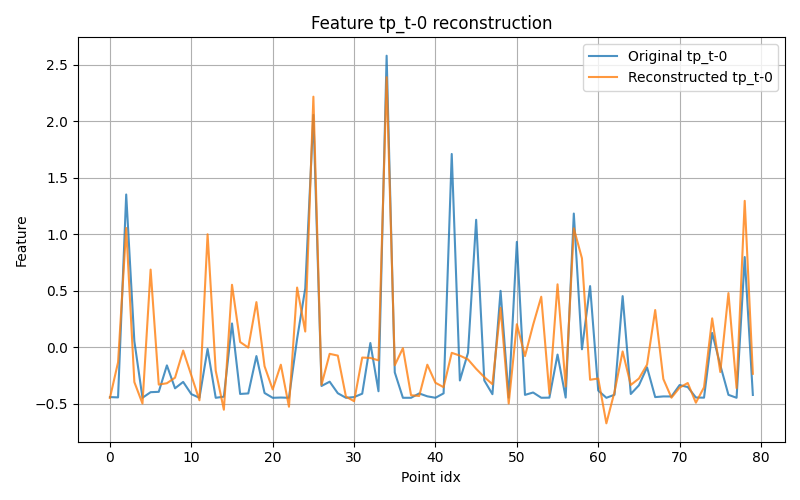 Feature tp_t-0 reconstruction
Original tp_t-0
Reconstructed tp_t-0
Feature
2.5
2.0
1.5
1.0
0.5
0.0
−0.5
0 10 20 30 40 50 60 70 80
Point idx